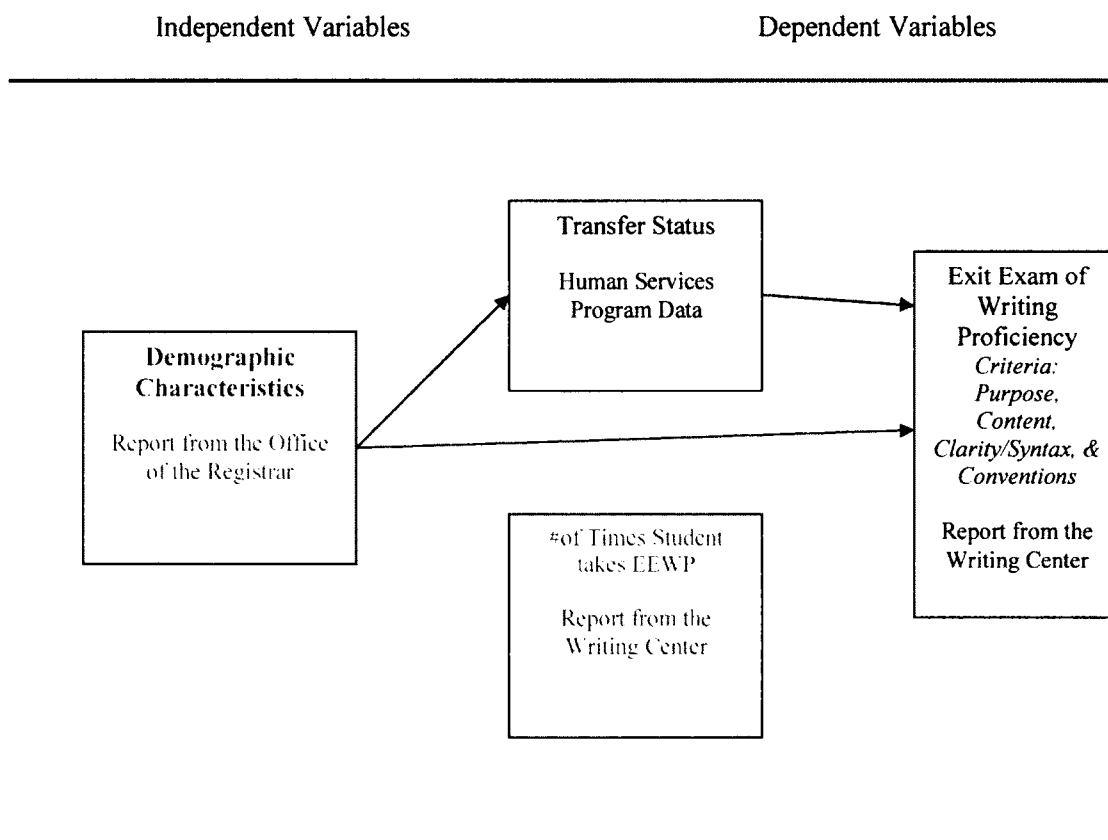 Independent Variables
Dependent Variables
Transfer Status
Human Services
Program Data
Demographic
Characteristics
Report from the Office
of the Registrar
#of Times Student
takes EEWP
Report from the
Writing Center
Exit Exam of
Writing
Proficiency
Criteria:
Purpose,
Content,
Clarity/Syntax, &
Conventions
Report from the
Writing Center